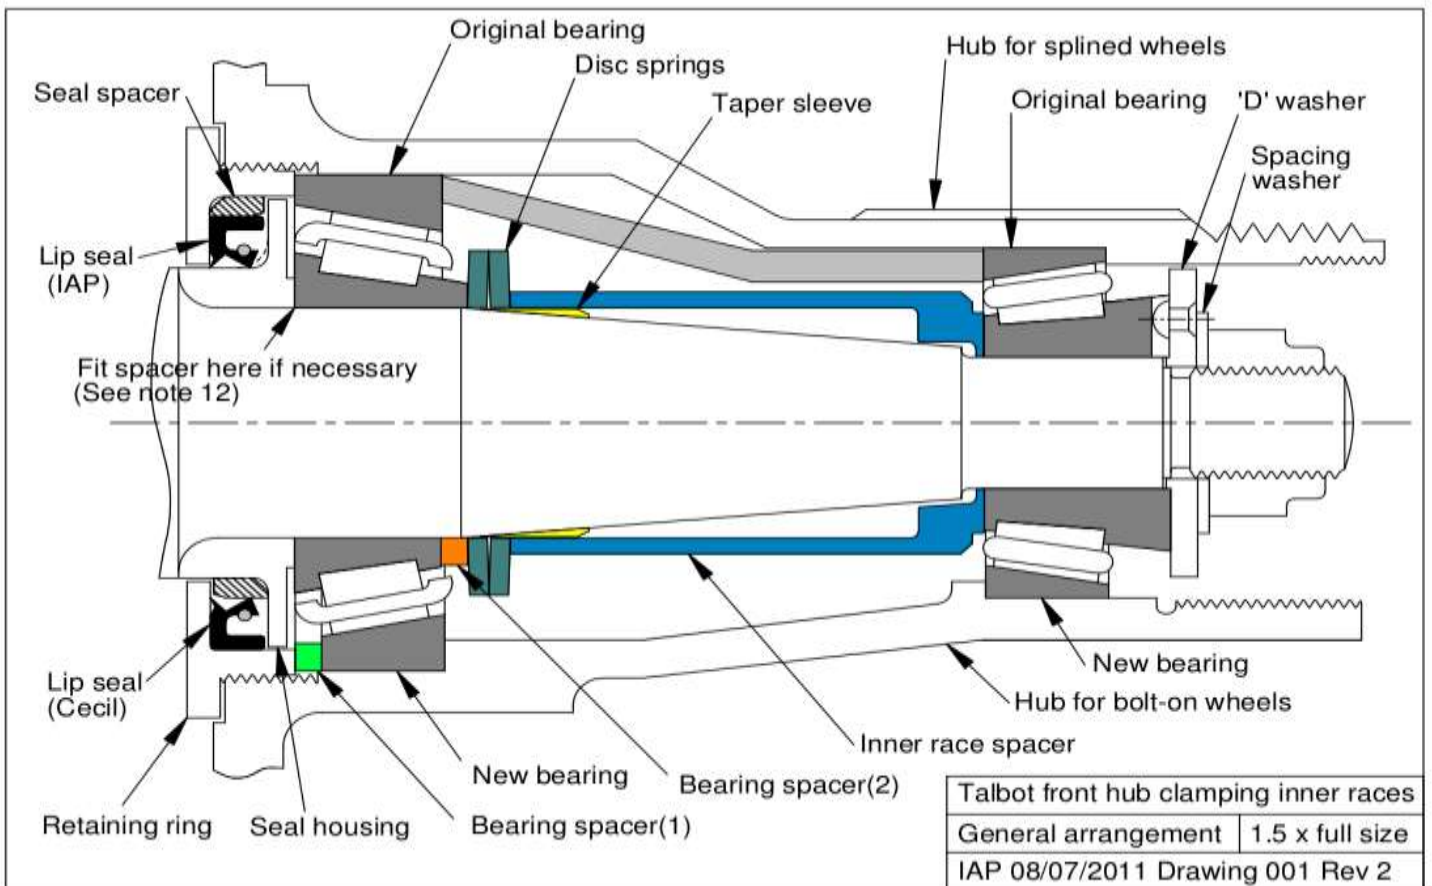 Original bearing
Hub for splined wheels
Disc springs
Seal spacer
Taper sleeve
Original bearing
'D' washer
Spacing
washer
Lip seal
(IAP)
Fit spacer here if necessary
(See note 12)
Lip seal
(Cecil)
New bearing
Hub for bolt-on wheels
Inner race spacer
New bearing
Bearing spacer(2)
Retaining ring
Seal housing
Bearing spacer(1)
Talbot front hub clamping inner races
General arrangement 1.5 x full size
IAP 08/07/2011 Drawing 001 Rev 2